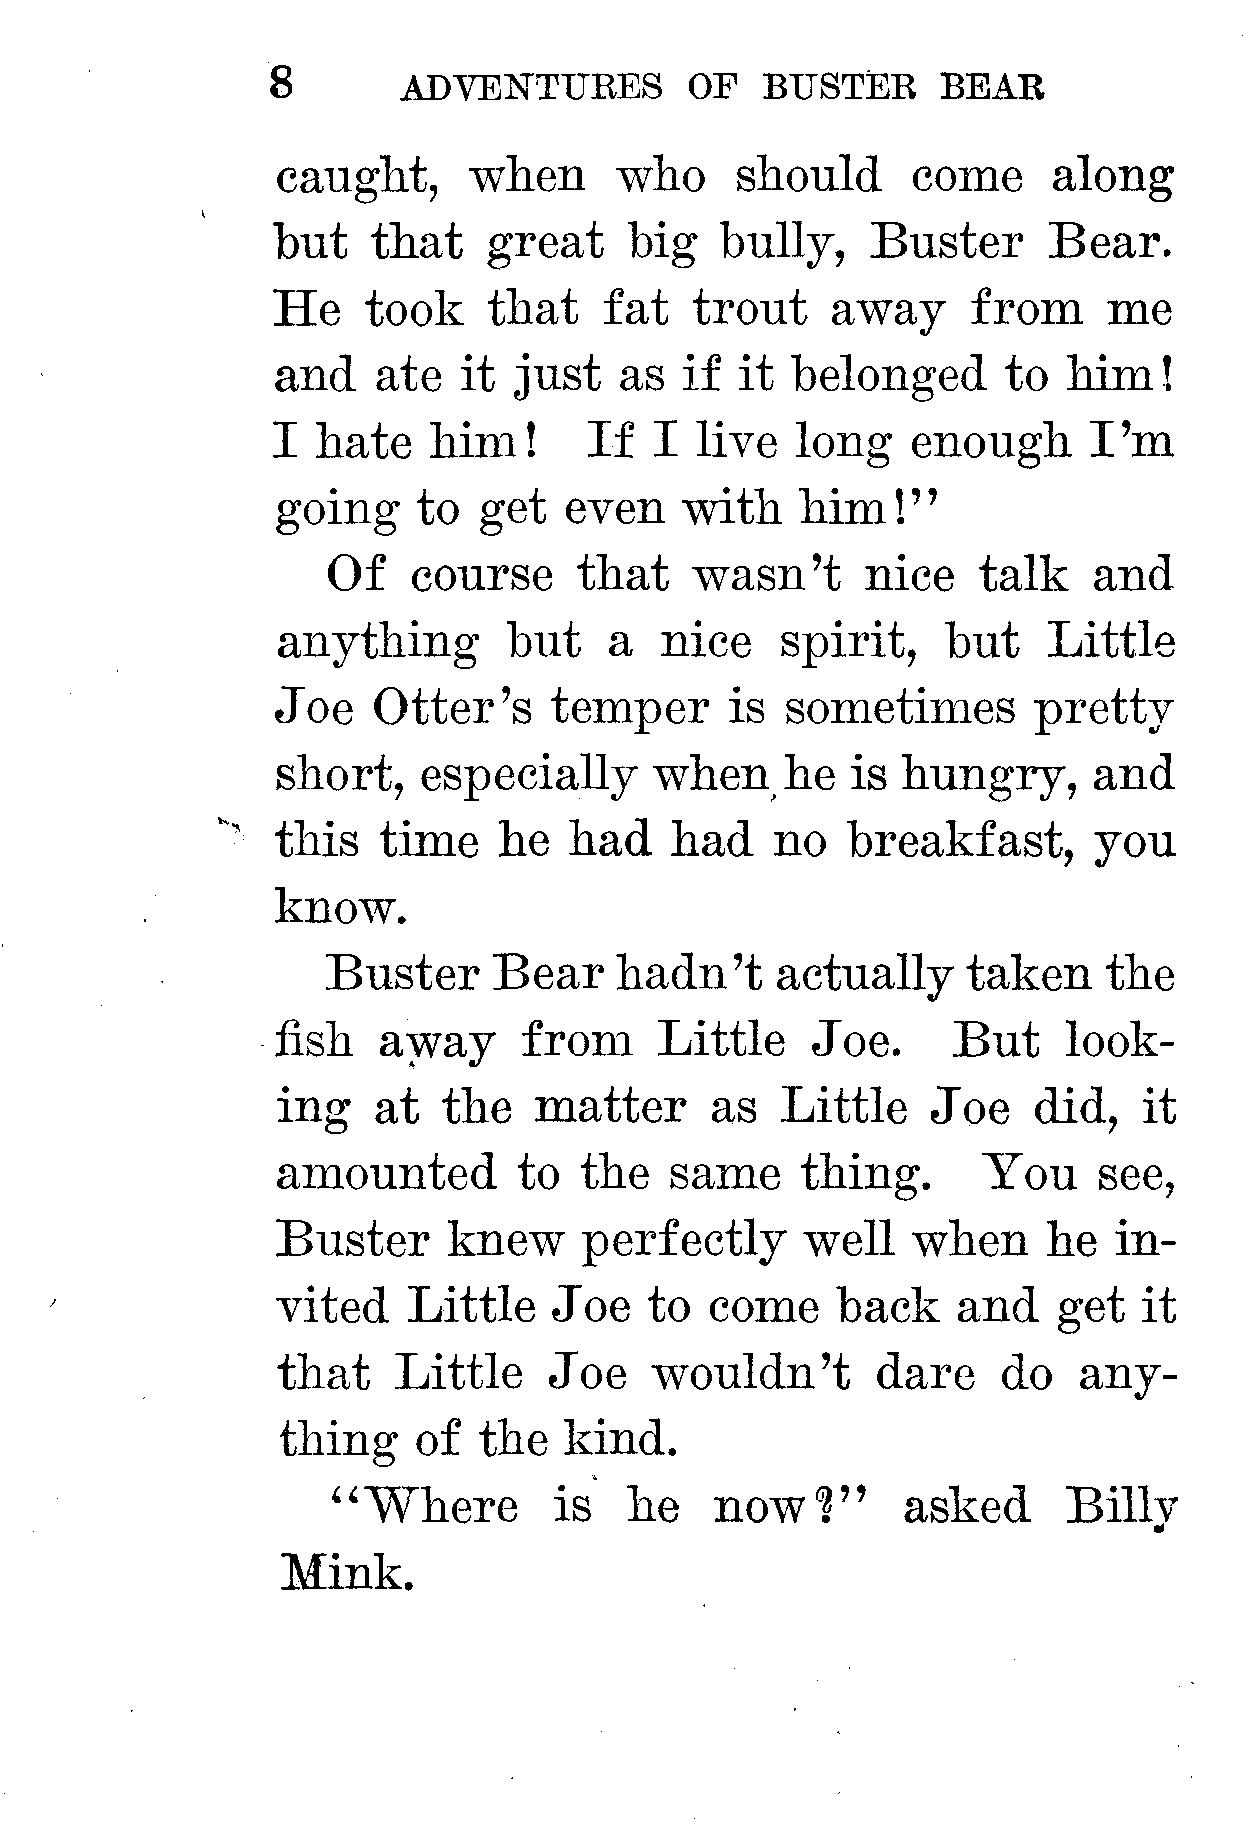 8 ADVENTURES OF BUSTER BEAR
caught, when who should come along
but that great big bully, Buster Bear.
He took that fat trout away from me
and ate it just as if it belonged to him!
I hate him! If I live long enough I'm
going to get even with him!"
Of course that wasn't nice talk and
anything but a nice spirit, but Little
Joe Otter's temper is sometimes pretty
short, especially when he is hungry, and
this time he had had no breakfast, you
know.
Buster Bear hadn't actually taken the
fish away from Little Joe. But look-
ing at the matter as Little Joe did, it
amounted to the same thing. You see,
Buster knew perfectly well when he in-
vited Little Joe to come back and get it
that Little Joe wouldn't dare do any-
thing of the kind.
"Where is he now?" asked Billy
Mink.